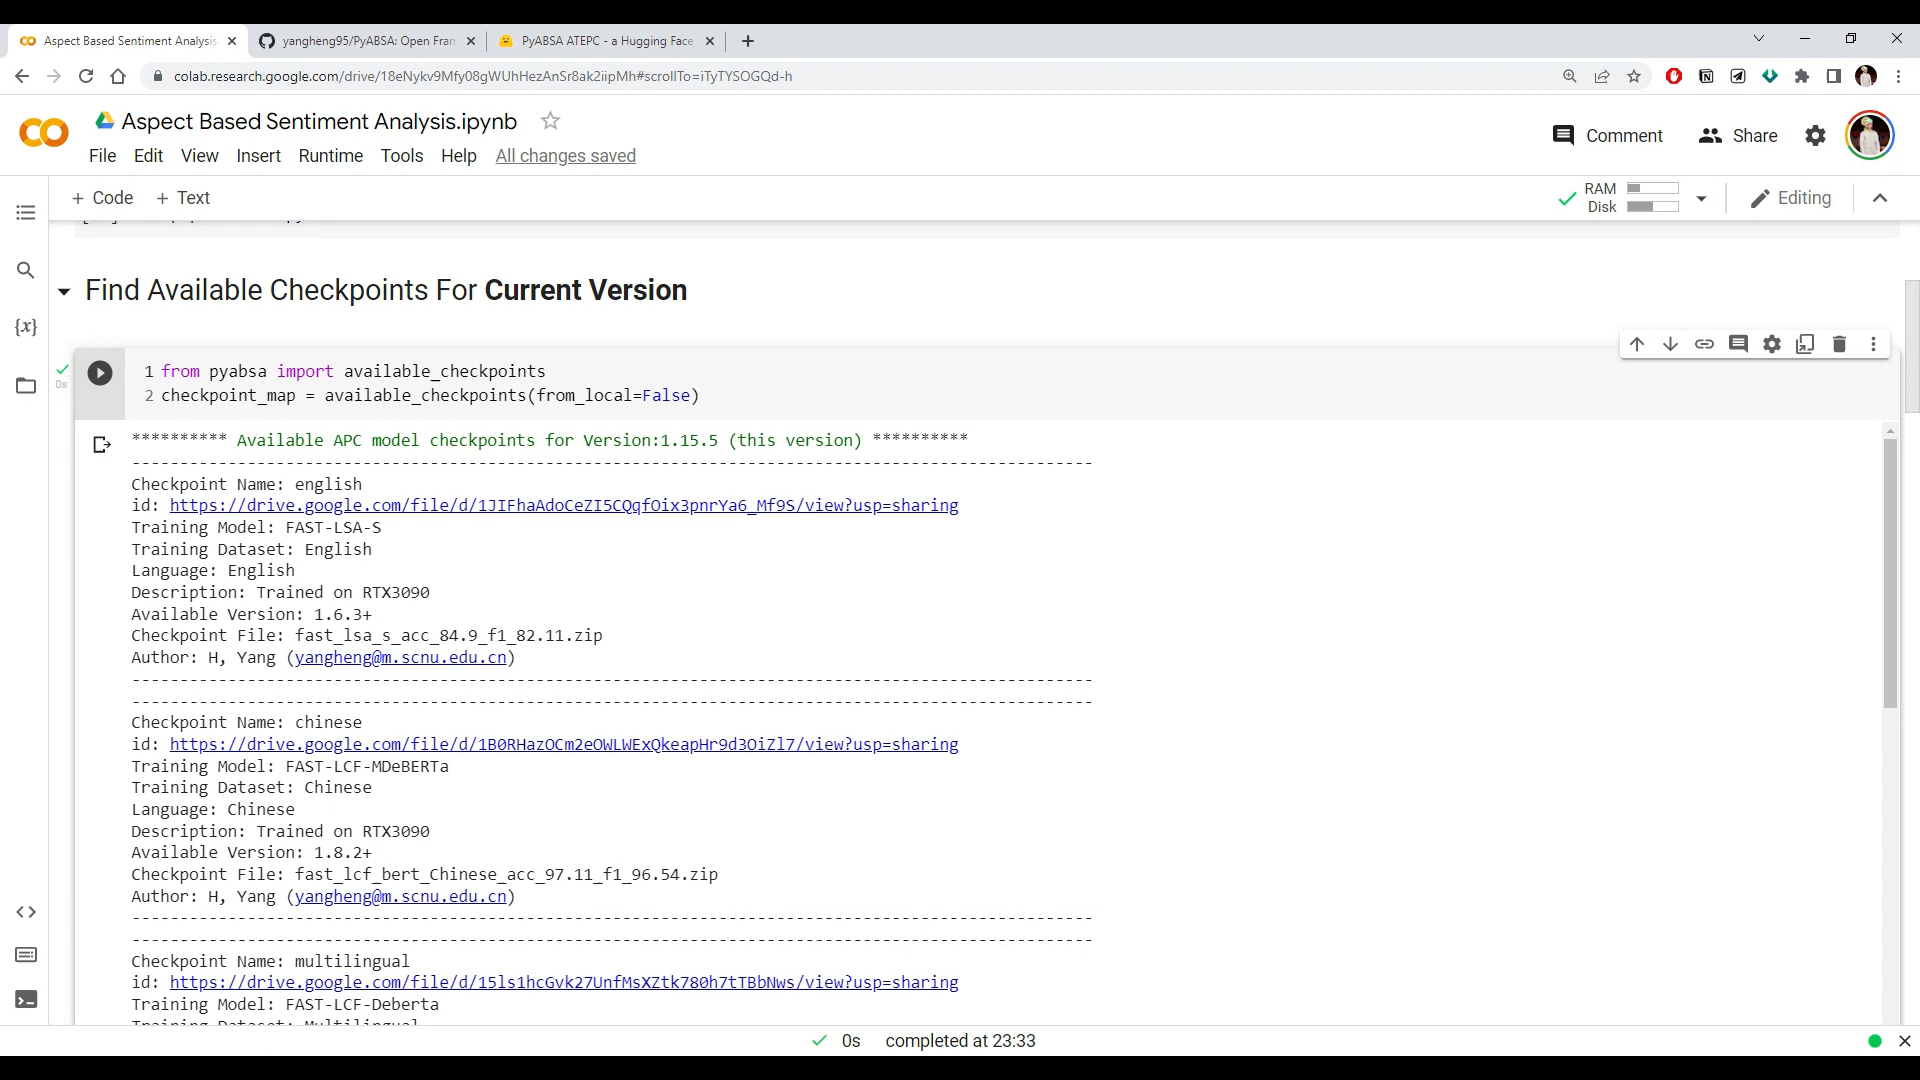 Aspect Based Sentiment Analysis
yangheng95/PyABSA: Open Fram
PyABSA ATEPC - a Hugging Face
colab.research.google.com/drive/18eNykv9Mfy08gWUhHezAnSr8ak2iipMh#scrollTo=iTyTYSOGQd-h
Aspect Based Sentiment Analysis.ipynb
Comment
Share
File Edit View Insert Runtime Tools Help All changes saved
+ Code + Text
RAM
Disk
Editing
Find Available Checkpoints For Current Version
0s
1 from pyabsa import available_checkpoints
2 checkpoint_map = available_checkpoints(from_local=False)
********** Available APC model checkpoints for Version:1.15.5 (this version) **********
----------------------------------------------------------------------------------------------------
Checkpoint Name: english
id: https://drive.google.com/file/d/1JIFhaAdoCeZI5CQqfOix3pnrYa6_Mf9S/view?usp=sharing
Training Model: FAST-LSA-S
Training Dataset: English
Language: English
Description: Trained on RTX3090
Available Version: 1.6.3+
Checkpoint File: fast_lsa_s_acc_84.9_f1_82.11.zip
Author: H, Yang (yangheng@m.scnu.edu.cn)
----------------------------------------------------------------------------------------------------
----------------------------------------------------------------------------------------------------
Checkpoint Name: chinese
id: https://drive.google.com/file/d/1B0RHazOCm2eOWLWExQkeapHr9d3OiZl7/view?usp=sharing
Training Model: FAST-LCF-MDeBERTa
Training Dataset: Chinese
Language: Chinese
Description: Trained on RTX3090
Available Version: 1.8.2+
Checkpoint File: fast_lcf_bert_Chinese_acc_97.11_f1_96.54.zip
Author: H, Yang (yangheng@m.scnu.edu.cn)
----------------------------------------------------------------------------------------------------
----------------------------------------------------------------------------------------------------
Checkpoint Name: multilingual
id: https://drive.google.com/file/d/15ls1hcGvk27UnfMsXZtk780h7tTBbNws/view?usp=sharing
Training Model: FAST-LCF-Deberta
Training Dataset: Multilingual
0s completed at 23:33